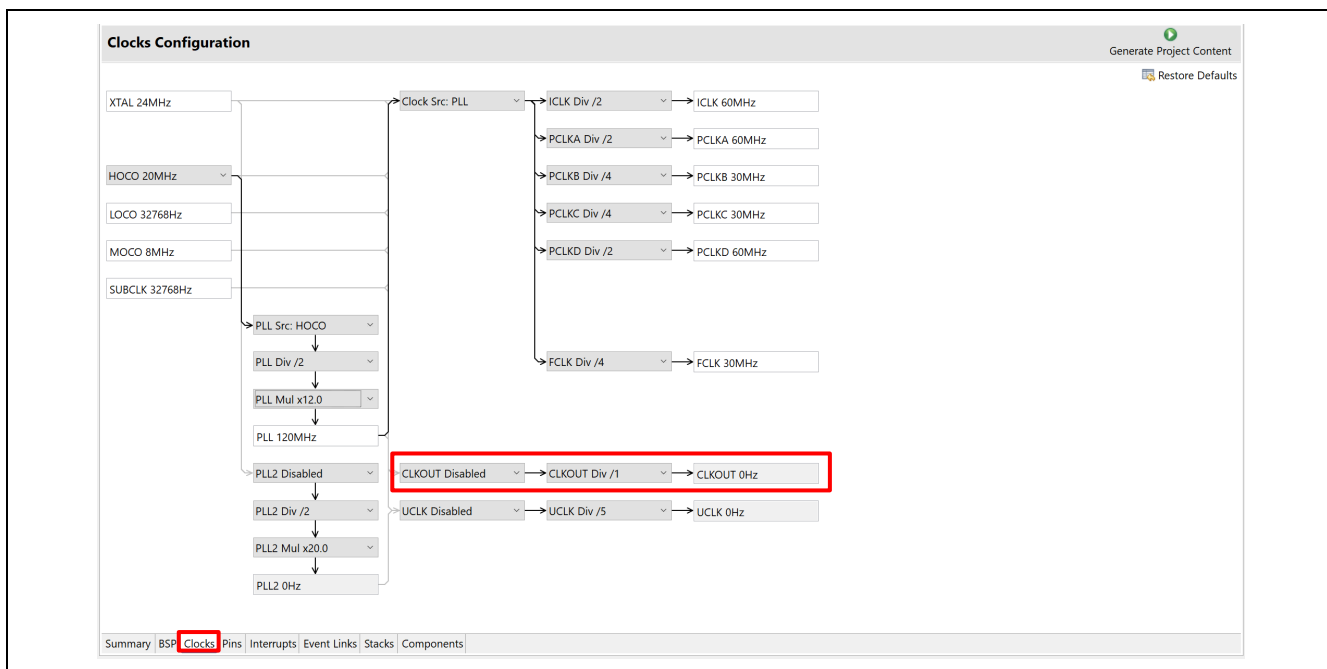 Clocks Configuration
Generate Project Content
Restore Defaults
XTAL 24MHz
Clock Src: PLL
ICLK Div /2
ICLK 60MHz
PCLKA Div /2
PCLKA 60MHz
HOCO 20MHz
PCLKB Div /4
PCLKB 30MHz
LOCO 32768Hz
PCLKC Div /4
PCLKC 30MHz
MOCO 8MHz
PCLKD Div /2
PCLKD 60MHz
SUBCLK 32768Hz
PLL Src: HOCO
PLL Div /2
FCLK Div /4
FCLK 30MHz
PLL Mul x12.0
PLL 120MHz
PLL2 Disabled
CLKOUT Disabled
CLKOUT Div /1
CLKOUT 0Hz
PLL2 Div /2
UCLK Disabled
UCLK Div /5
UCLK 0Hz
PLL2 Mul x20.0
PLL2 0Hz
Summary BSP Clocks Pins Interrupts Event Links Stacks Components